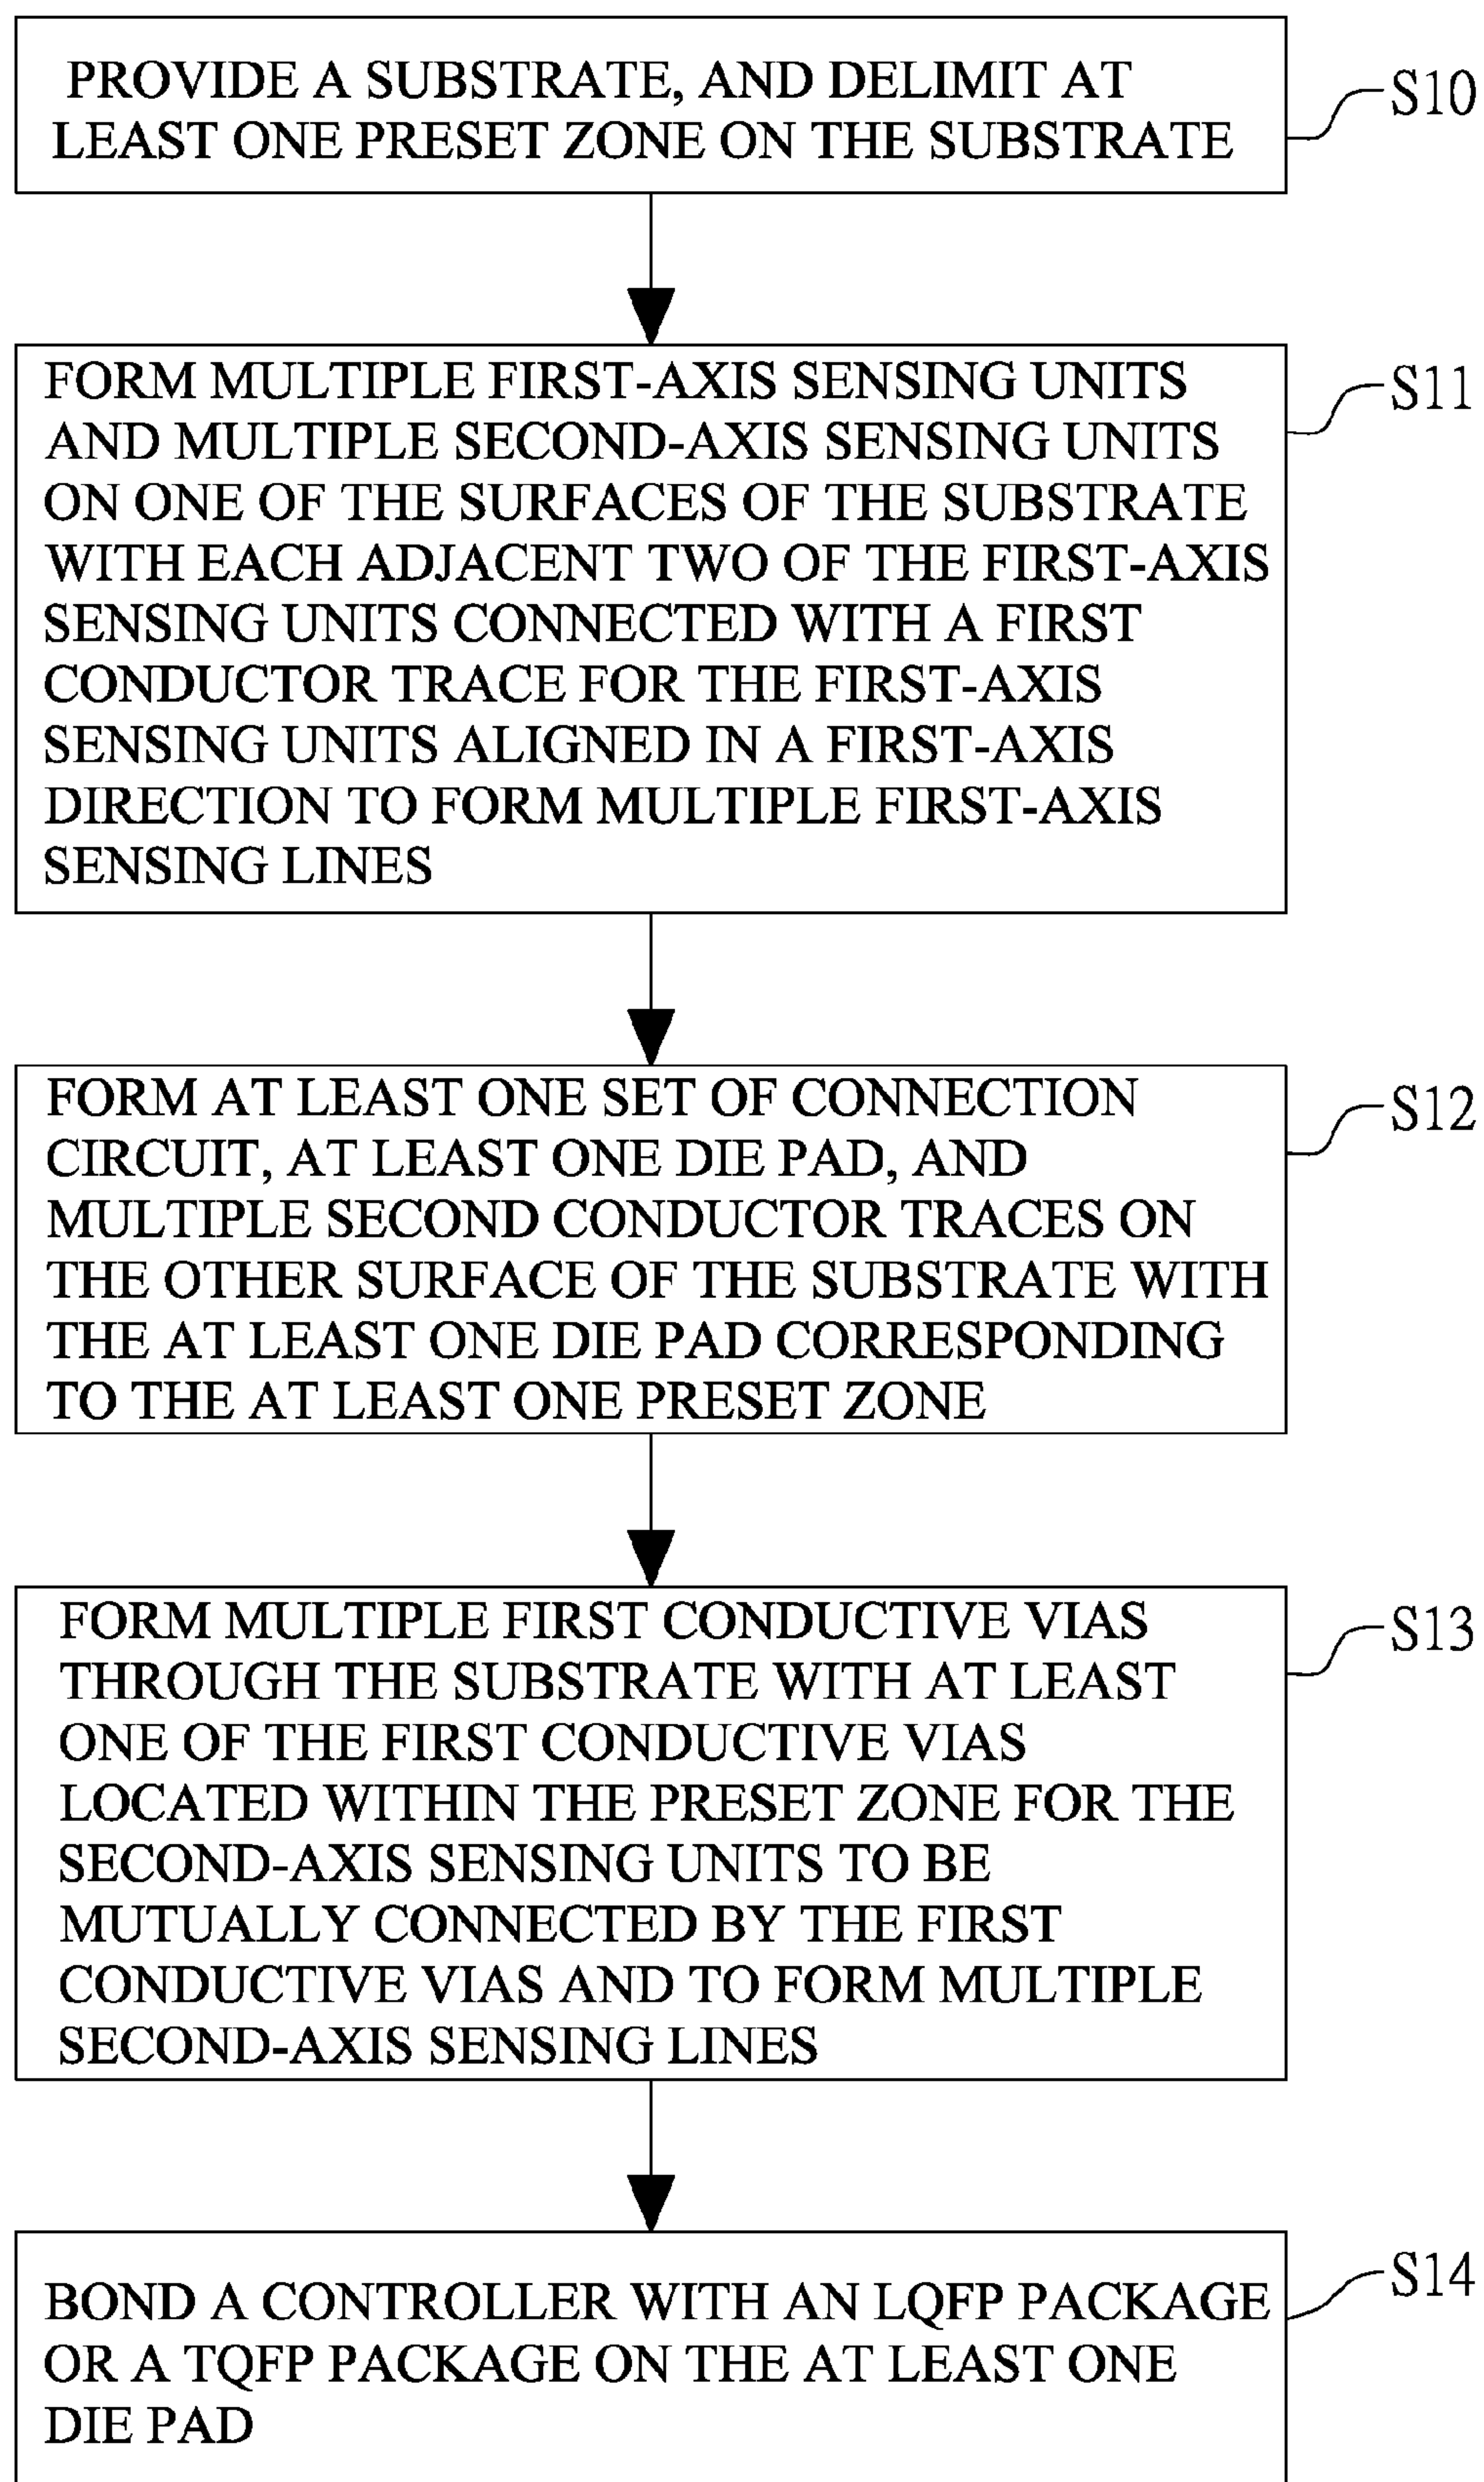 PROVIDE A SUBSTRATE, AND DELIMIT AT
LEAST ONE PRESET ZONE ON THE SUBSTRATE
S10
FORM MULTIPLE FIRST-AXIS SENSING UNITS
AND MULTIPLE SECOND-AXIS SENSING UNITS
ON ONE OF THE SURFACES OF THE SUBSTRATE
WITH EACH ADJACENT TWO OF THE FIRST-AXIS
SENSING UNITS CONNECTED WITH A FIRST
CONDUCTOR TRACE FOR THE FIRST-AXIS
SENSING UNITS ALIGNED IN A FIRST-AXIS
DIRECTION TO FORM MULTIPLE FIRST-AXIS
SENSING LINES
S11
FORM AT LEAST ONE SET OF CONNECTION
CIRCUIT, AT LEAST ONE DIE PAD, AND
MULTIPLE SECOND CONDUCTOR TRACES ON
THE OTHER SURFACE OF THE SUBSTRATE WITH
THE AT LEAST ONE DIE PAD CORRESPONDING
TO THE AT LEAST ONE PRESET ZONE
S12
FORM MULTIPLE FIRST CONDUCTIVE VIAS
THROUGH THE SUBSTRATE WITH AT LEAST
ONE OF THE FIRST CONDUCTIVE VIAS
LOCATED WITHIN THE PRESET ZONE FOR THE
SECOND-AXIS SENSING UNITS TO BE
MUTUALLY CONNECTED BY THE FIRST
CONDUCTIVE VIAS AND TO FORM MULTIPLE
SECOND-AXIS SENSING LINES
S13
BOND A CONTROLLER WITH AN LQFP PACKAGE
OR A TQFP PACKAGE ON THE AT LEAST ONE
DIE PAD
S14